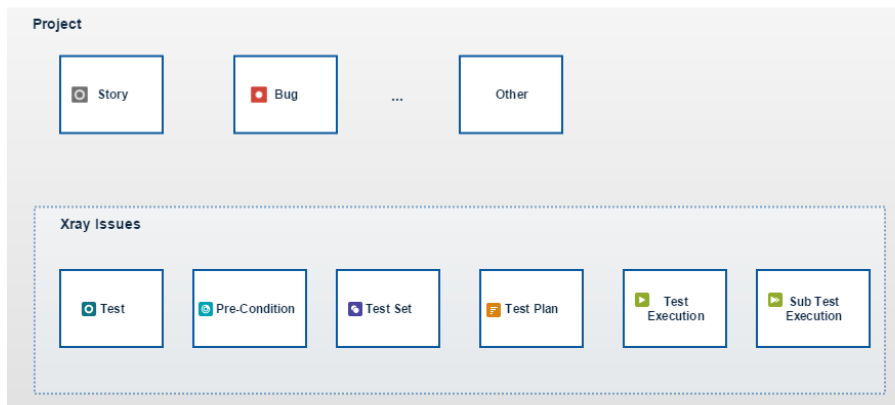 Project
Story
Bug
...
Other
Xray Issues
Test
Pre-Condition
Test Set
Test Plan
Test
Execution
Sub Test
Execution